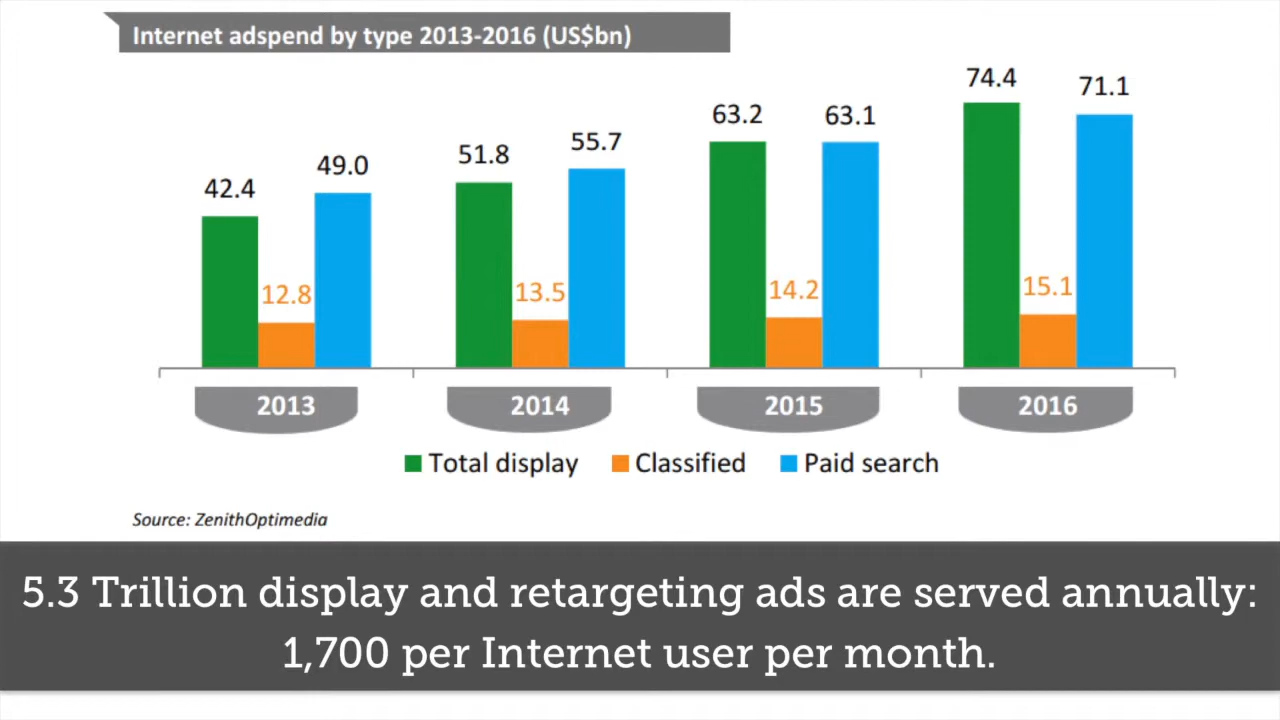 Internet adspend by type 2013-2016 (US$bn)
42.4
12.8
49.0
51.8
13.5
55.7
63.2
14.2
63.1
74.4
15.1
71.1
2013
2014
2015
2016
Total display
Classified
Paid search
Source: ZenithOptimedia
5.3 Trillion display and retargeting ads are served annually:
1,700 per Internet user per month.